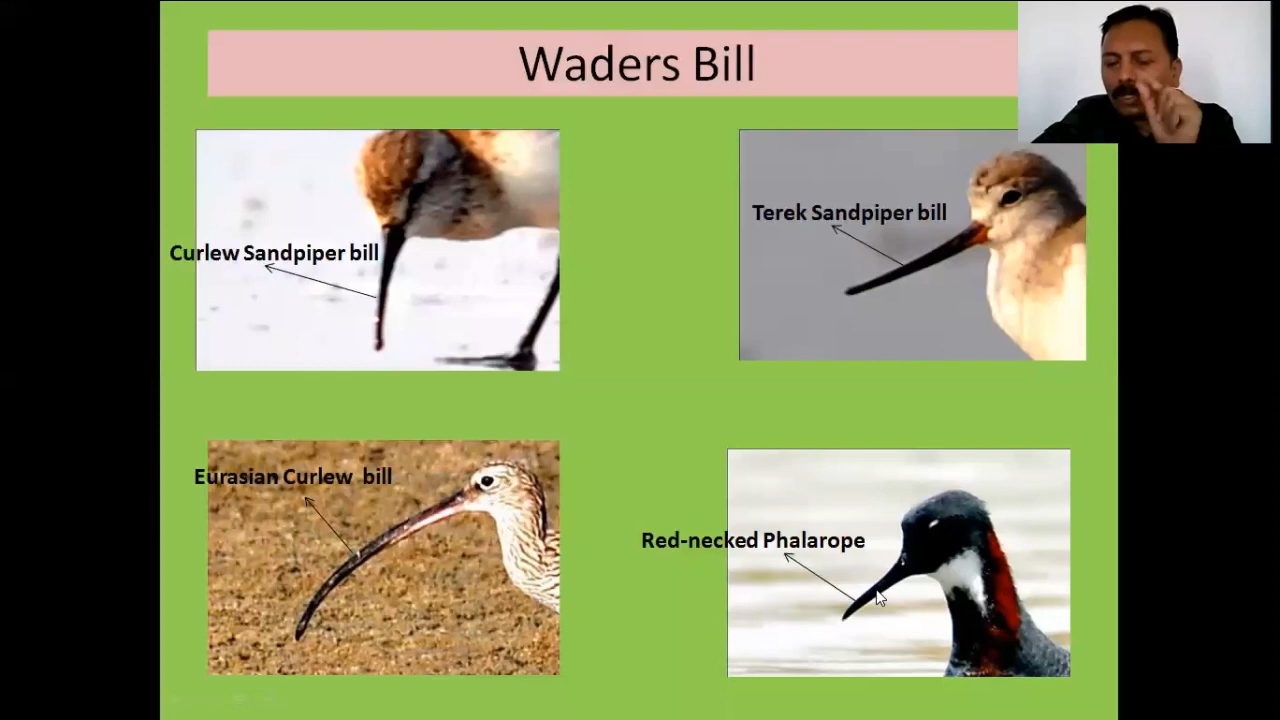 Waders Bill
Curlew Sandpiper bill
Terek Sandpiper bill
Eurasian Curlew bill
Red-necked Phalarope